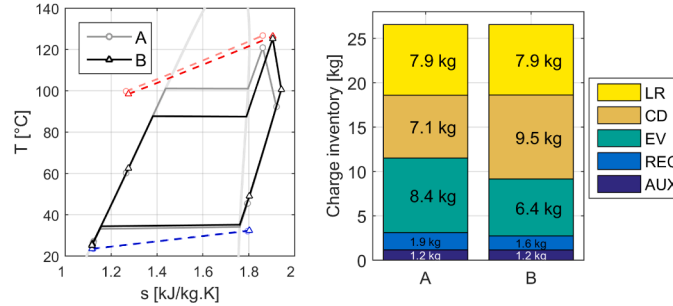 140
120
100
80
60
40
20
T [°C]
A
B
1
1.2
1.4
1.6
1.8
2
s [kJ/kg.K]
25
20
15
10
5
0
Charge inventory [kg]
7.9 kg
7.9 kg
7.1 kg
9.5 kg
8.4 kg
6.4 kg
1.9 kg
1.6 kg
1.2 kg
1.2 kg
A
B
LR
CD
EV
REC
AUX